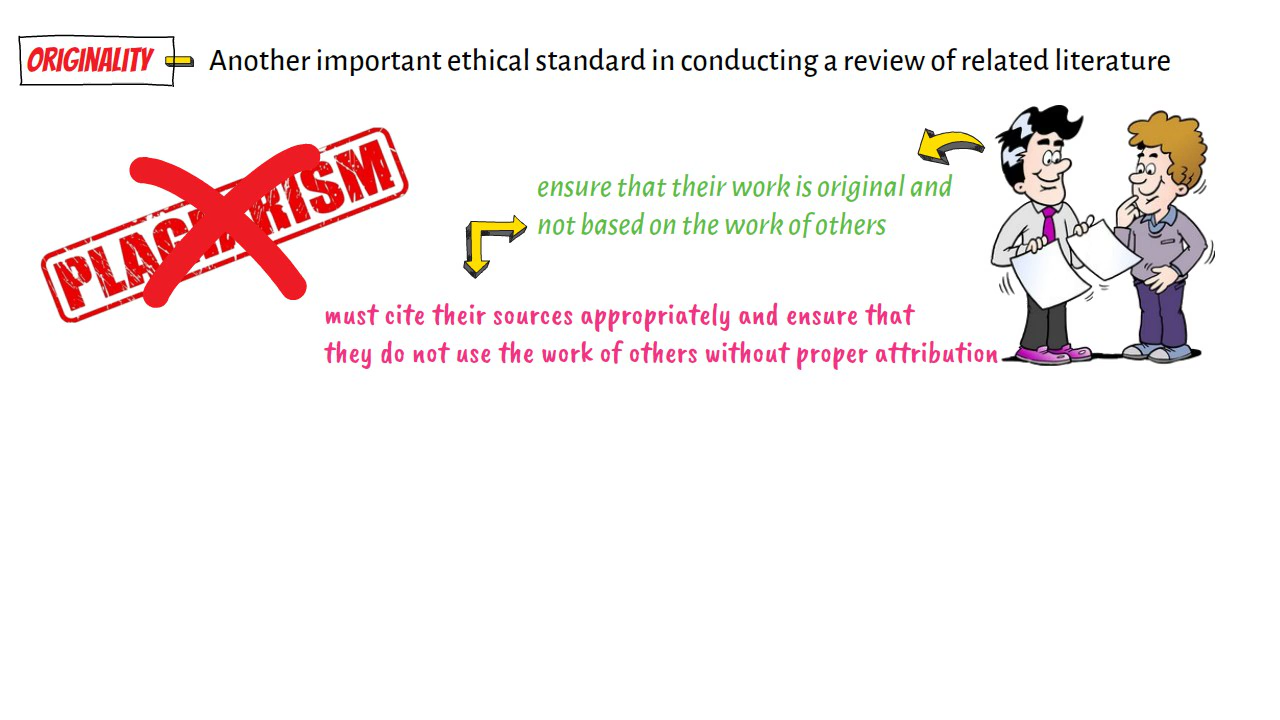 ORIGINALITY Another important ethical standard in conducting a review of related literature
PLAGIARISM
ensure that their work is original and
not based on the work of others
must cite their sources appropriately and ensure that
they do not use the work of others without proper attribution